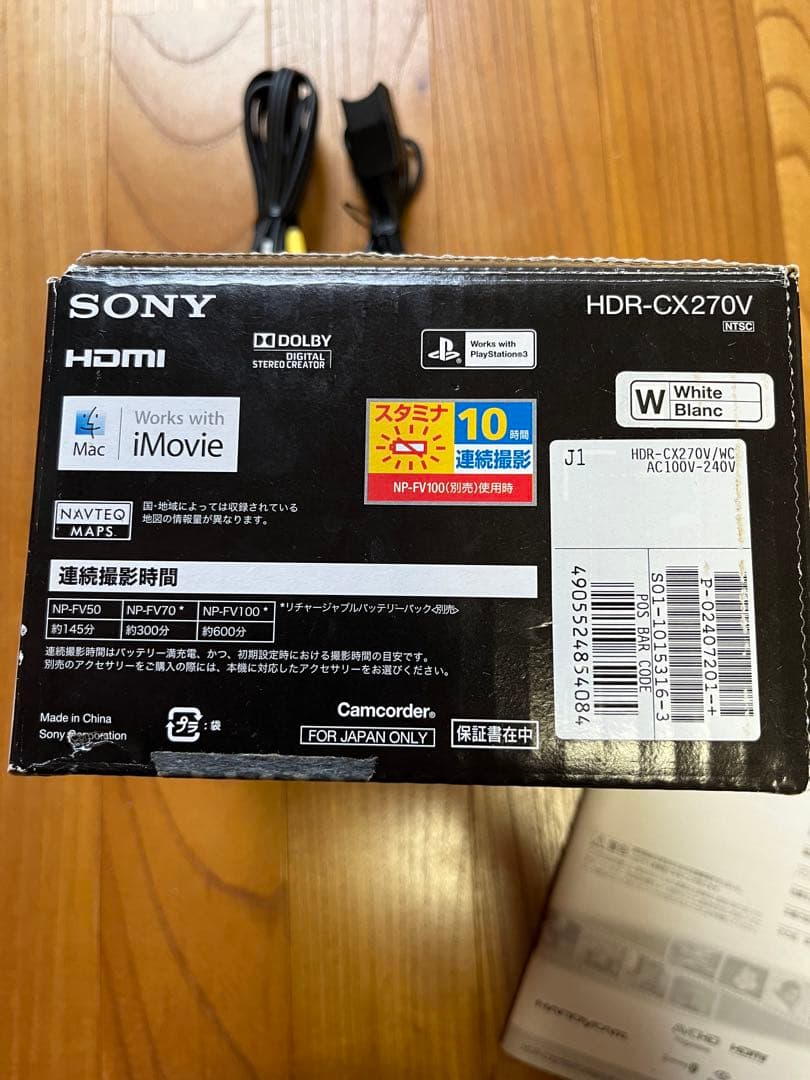 SONY
HDR-CX270V
NTSC
HDMI
DOLBY
DIGITAL
STEREO CREATOR
Works with
PlayStation®3
W White
Blanc
Mac
Works with
iMovie
スタミナ
10時間
連続撮影
NP-FV100(別売)使用時
J1
HDR-CX270V/WC
AC100V-240V
NAVTEQ
MAPS
国・地域によっては収録されている
地図の情報量が異なります。
連続撮影時間
NP-FV50 NP-FV70* NP-FV100*
約145分 約300分 約600分
*リチャージャブルバッテリーパック<別売>
連続撮影時間はバッテリー満充電、かつ、初期設定時における撮影時間の目安です。
別売のアクセサリーをご購入の際には、本機に対応したアクセサリーをお選びください。
4905524854084
POS BAR CODE
S01-1015316-3
P-02407201-+
Made in China
Sony Corporation
プラ : 袋
Camcorder®
FOR JAPAN ONLY
保証書在中
AVCHD HDMI